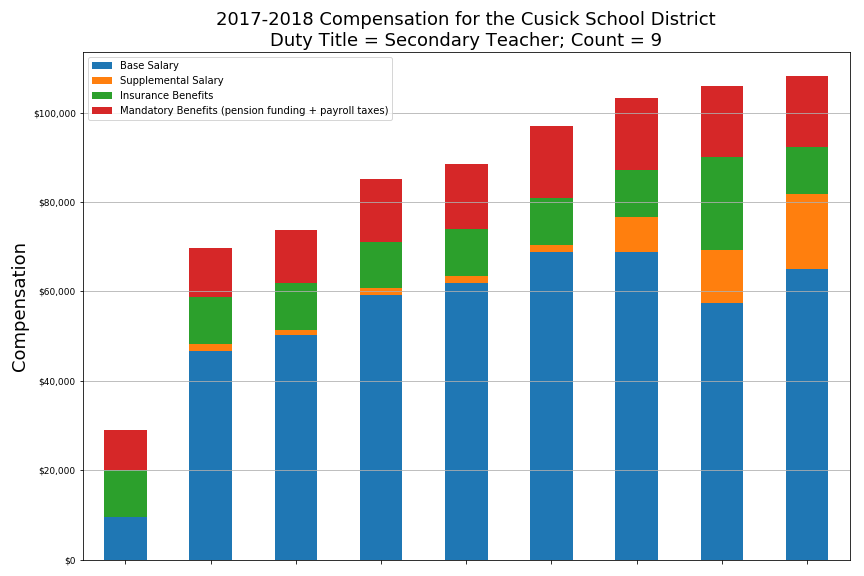 2017-2018 Compensation for the Cusick School District
Duty Title = Secondary Teacher; Count = 9
Base Salary
Supplemental Salary
Insurance Benefits
Mandatory Benefits (pension funding + payroll taxes)
$100,000
$80,000
$60,000
$40,000
$20,000
$0
Compensation